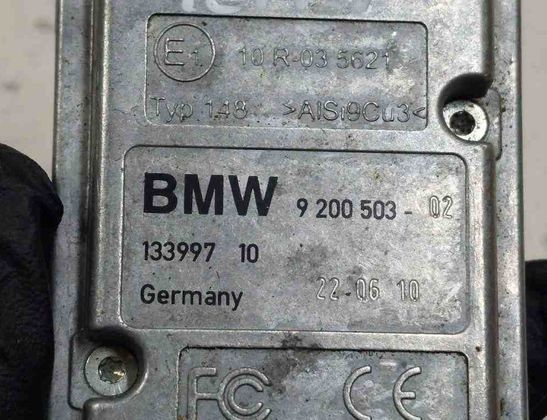 E1 10 R-03 5621
Typ 148 >AlSi9Cu3<
BMW 9 200 503 - 02
133997 10
Germany 22-06 10
FC CE